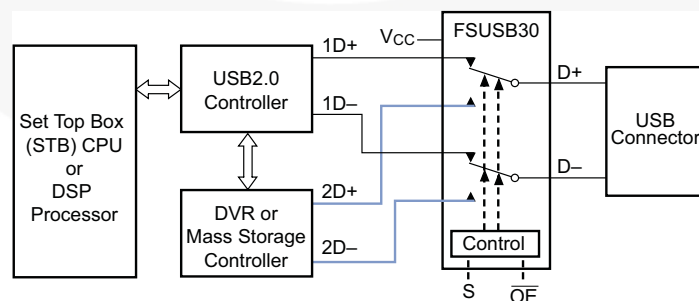 Set Top Box
(STB) CPU
or
DSP
Processor
USB2.0
Controller
DVR or
Mass Storage
Controller
1D+
1D–
2D+
2D–
VCC
FSUSB30
Control
S
OE
D+
D–
USB
Connector